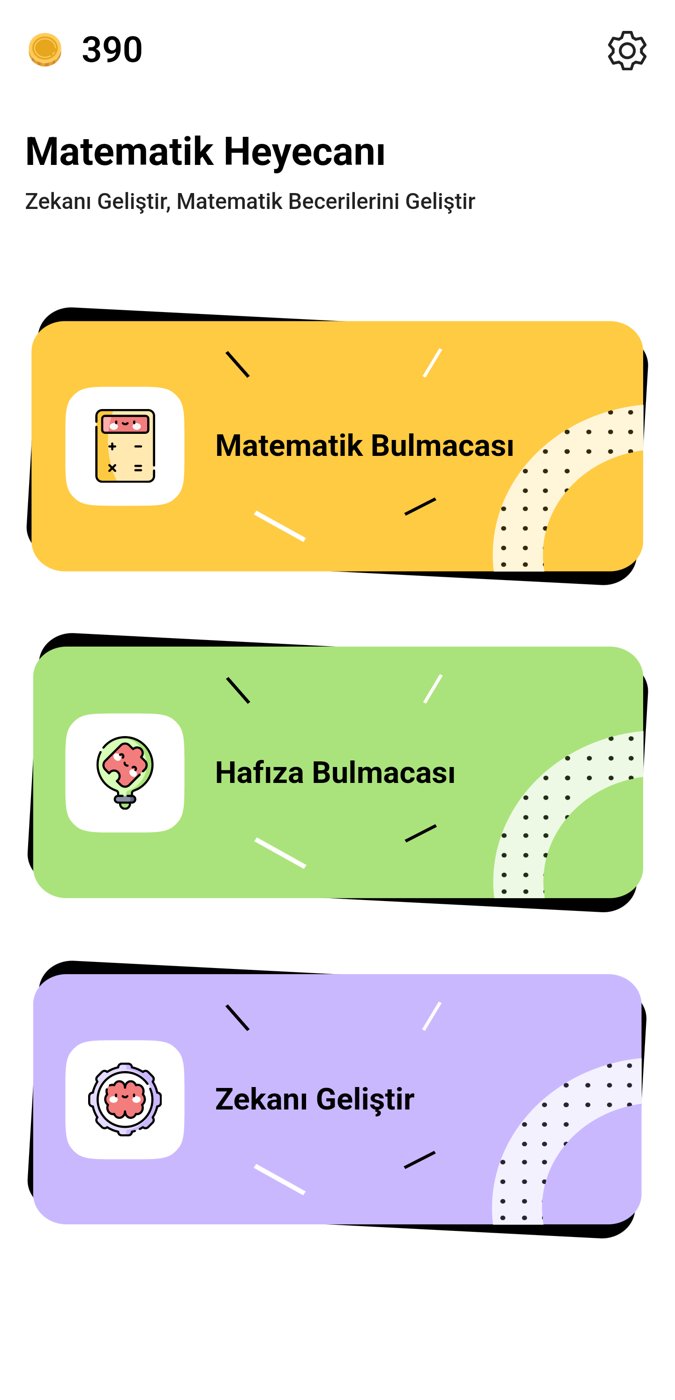 390
Matematik Heyecanı
Zekanı Geliştir, Matematik Becerilerini Geliştir
Matematik Bulmacası
Hafıza Bulmacası
Zekanı Geliştir